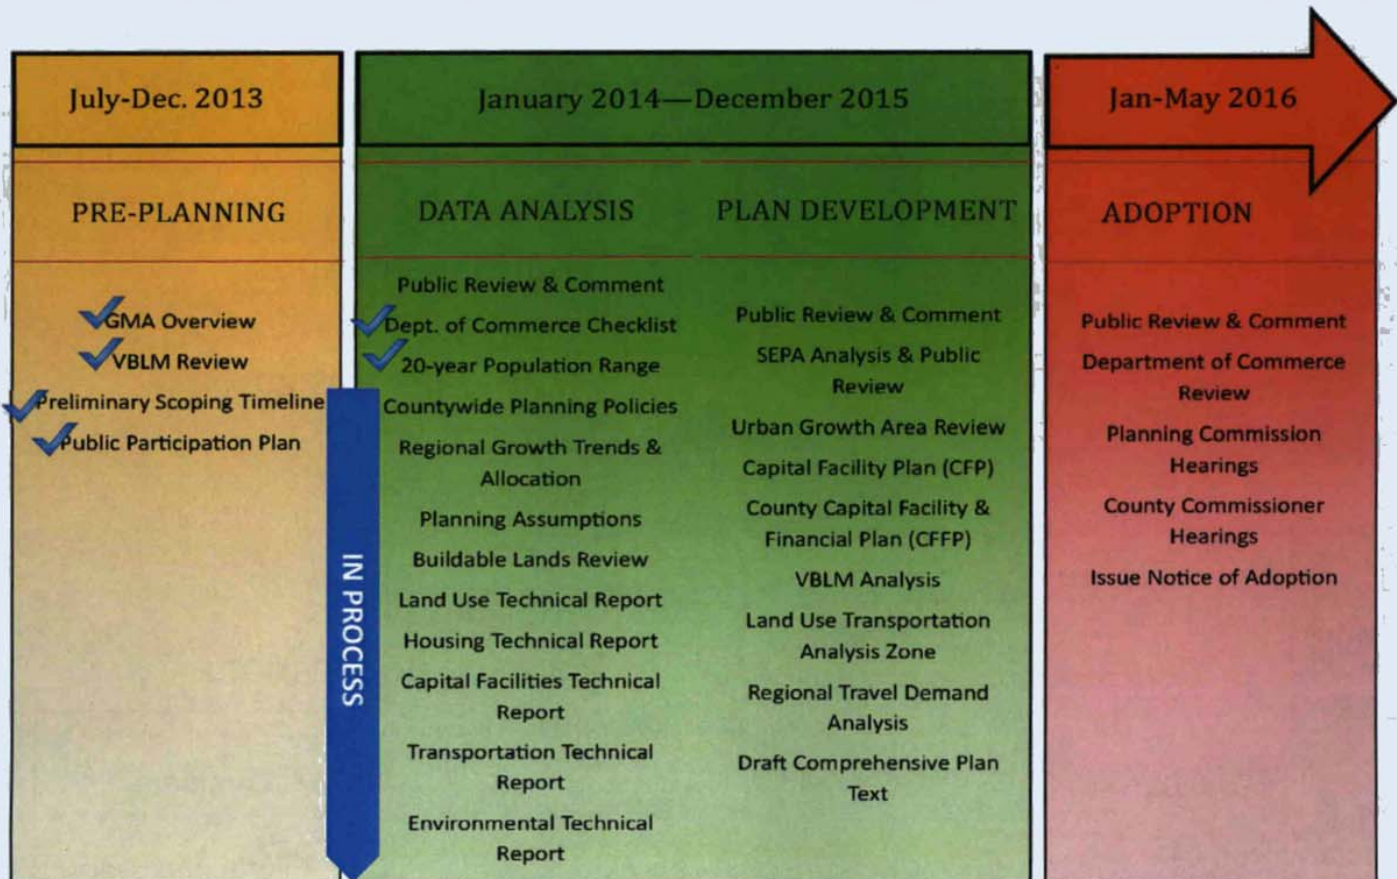 July-Dec. 2013
January 2014—December 2015
Jan-May 2016
PRE-PLANNING
GMA Overview
VBLM Review
Preliminary Scoping Timeline
Public Participation Plan
IN PROCESS
DATA ANALYSIS
Public Review & Comment
Dept. of Commerce Checklist
20-year Population Range
Countywide Planning Policies
Regional Growth Trends &
Allocation
Planning Assumptions
Buildable Lands Review
Land Use Technical Report
Housing Technical Report
Capital Facilities Technical
Report
Transportation Technical
Report
Environmental Technical
Report
PLAN DEVELOPMENT
Public Review & Comment
SEPA Analysis & Public
Review
Urban Growth Area Review
Capital Facility Plan (CFP)
County Capital Facility &
Financial Plan (CFFP)
VBLM Analysis
Land Use Transportation
Analysis Zone
Regional Travel Demand
Analysis
Draft Comprehensive Plan
Text
ADOPTION
Public Review & Comment
Department of Commerce
Review
Planning Commission
Hearings
County Commissioner
Hearings
Issue Notice of Adoption